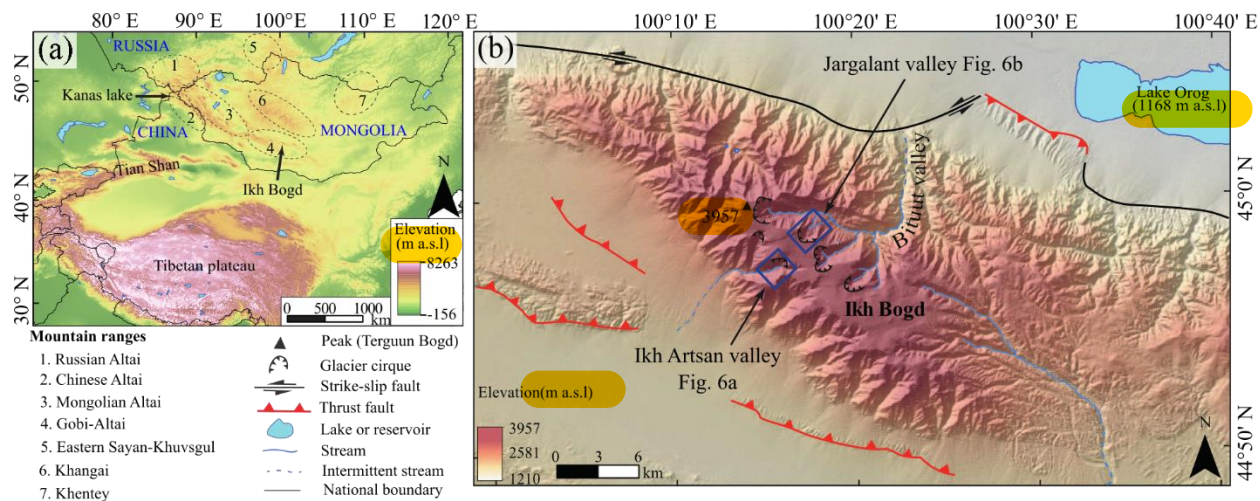 80° E 90° E 100° E 110° E 120° E
(a)
RUSSIA
1
5
50° N
Kanas lake
2
3
6
7
CHINA
MONGOLIA
4
Tian Shan
Ikh Bogd
N
40° N
Elevation
(m a.s.l)
8263
-156
Tibetan plateau
30° N
0 500 1000
km
Mountain ranges
1. Russian Altai
2. Chinese Altai
3. Mongolian Altai
4. Gobi-Altai
5. Eastern Sayan-Khuvsgul
6. Khangai
7. Khentey
Peak (Terguun Bogd)
Glacier cirque
Strike-slip fault
Thrust fault
Lake or reservoir
Stream
Intermittent stream
National boundary
100°10' E 100°20' E 100°30' E 100°40' E
(b)
Jargalant valley Fig. 6b
Lake Orog
(1168 m a.s.l)
Bituut valley
45°0' N
3957
Ikh Bogd
Ikh Artsan valley
Fig. 6a
Elevation(m a.s.l)
3957
2581
1210
0 3 6
km
N
44°50' N